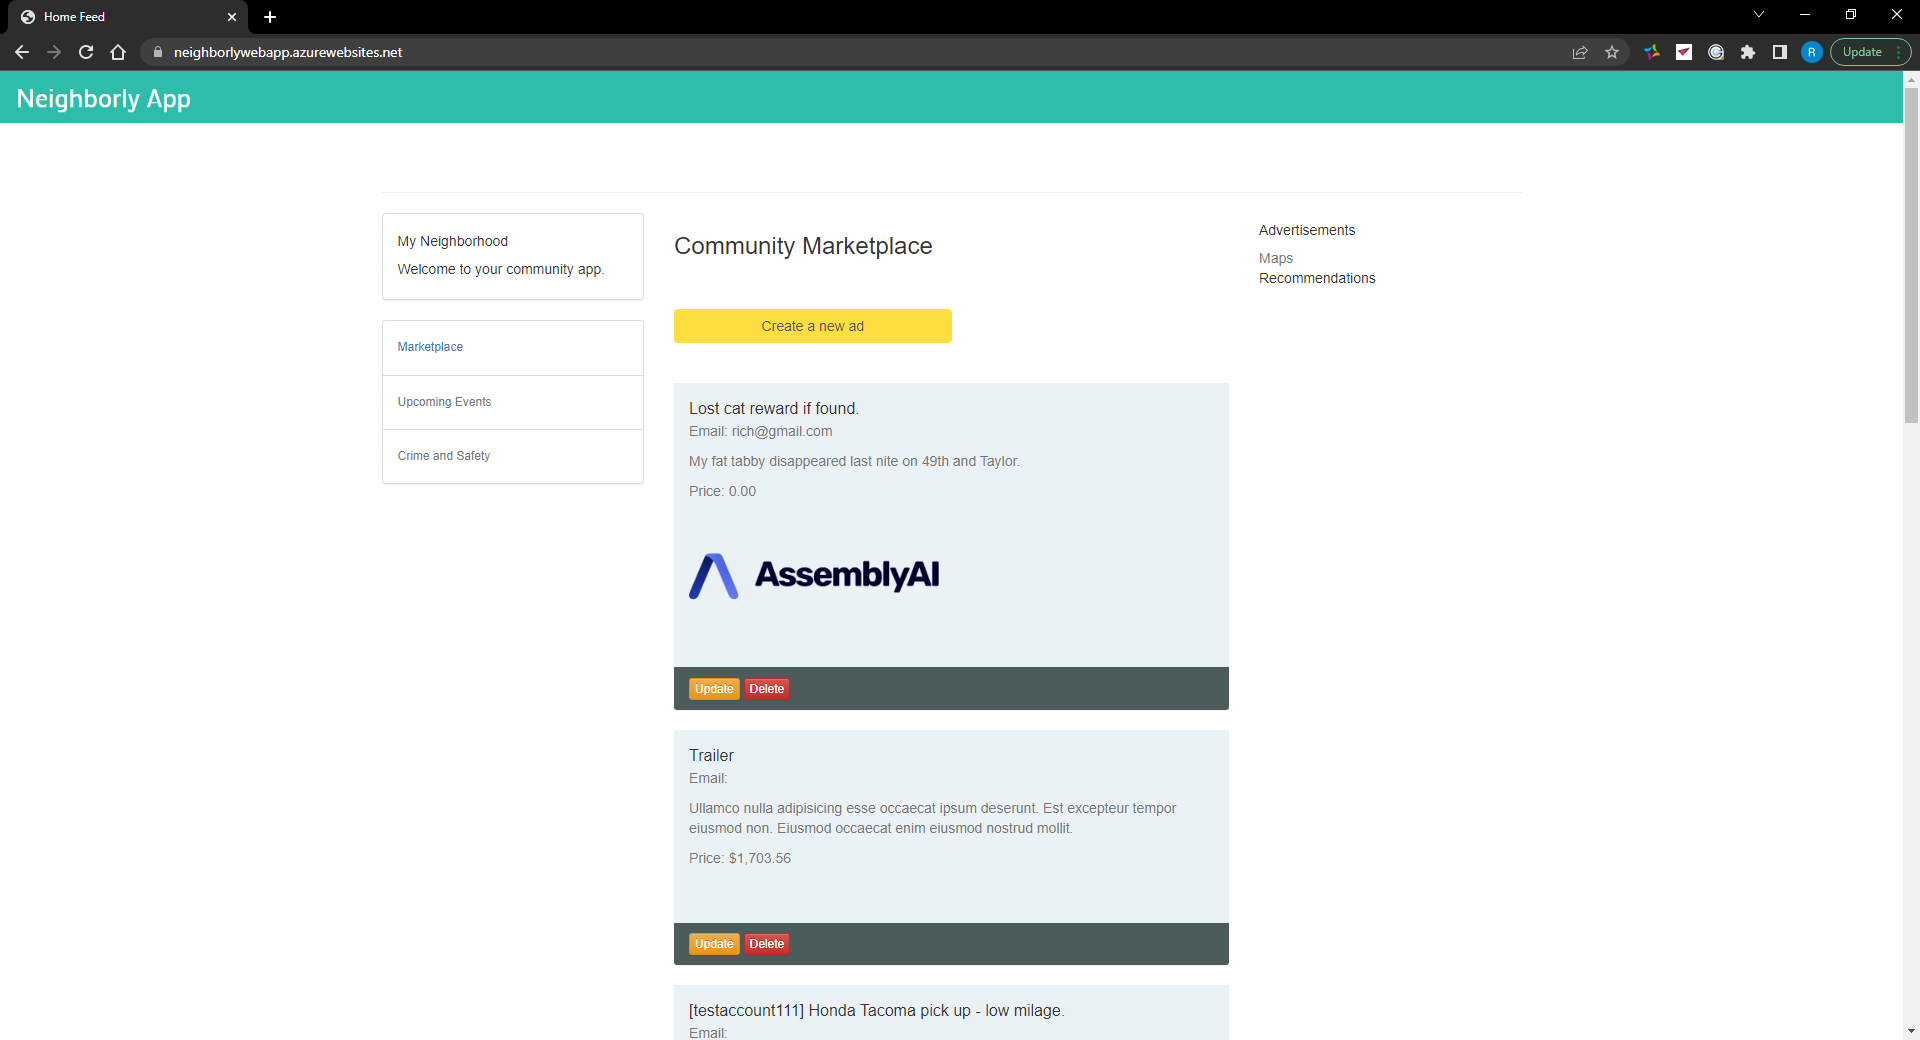 Home Feed
neighborlywebapp.azurewebsites.net
R
Update
Neighborly App
My Neighborhood
Welcome to your community app.
Marketplace
Upcoming Events
Crime and Safety
Community Marketplace
Create a new ad
Lost cat reward if found.
Email: rich@gmail.com
My fat tabby disappeared last nite on 49th and Taylor.
Price: 0.00
AssemblyAI
Update Delete
Trailer
Email:
Ullamco nulla adipisicing esse occaecat ipsum deserunt. Est excepteur tempor
eiusmod non. Eiusmod occaecat enim eiusmod nostrud mollit.
Price: $1,703.56
Update Delete
[testaccount111] Honda Tacoma pick up - low milage.
Email:
Advertisements
Maps
Recommendations